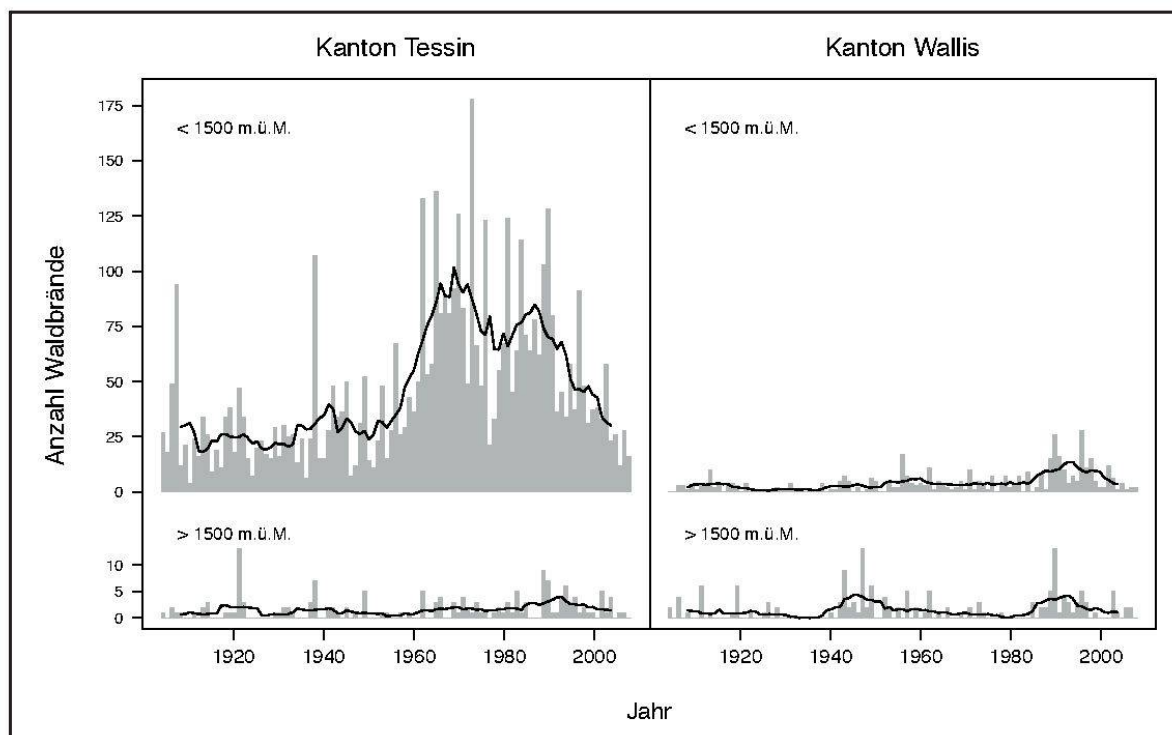 Kanton Tessin
Kanton Wallis
Anzahl Waldbrände
< 1500 m.ü.M.
< 1500 m.ü.M.
175
150
125
100
75
50
25
0
> 1500 m.ü.M.
> 1500 m.ü.M.
10
5
0
1920 1940 1960 1980 2000
1920 1940 1960 1980 2000
Jahr